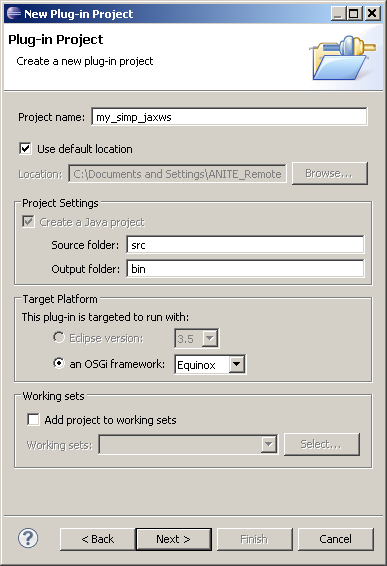 New Plug-in Project
Plug-in Project
Create a new plug-in project
Project name: my_simp_jaxws
Use default location
Location: C:\Documents and Settings\ANITE_Remote Browse...
Project Settings
Create a Java project
Source folder: src
Output folder: bin
Target Platform
This plug-in is targeted to run with:
Eclipse version: 3.5
an OSGi framework: Equinox
Working sets
Add project to working sets
Working sets: Select...
? < Back Next > Finish Cancel